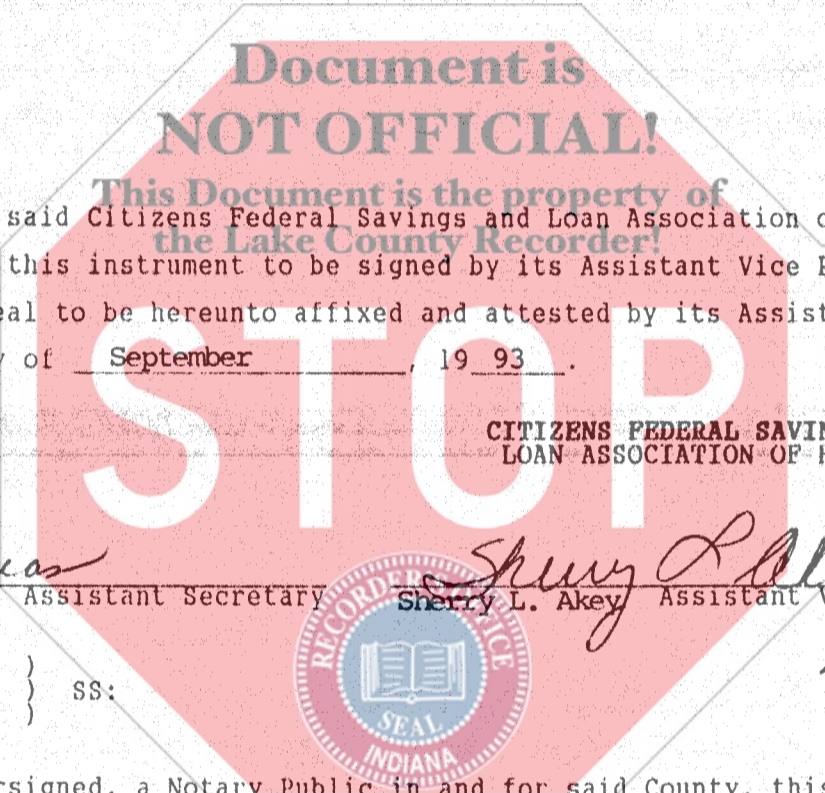 Document is
NOT OFFICIAL!
This Document is the property of
the Lake County Recorder!
STOP
said Citizens Federal Savings and Loan Association
this instrument to be signed by its Assistant Vice
eal to be hereunto affixed and attested by its Assist
of September, 19 93.
CITIZENS FEDERAL SAVIN
LOAN ASSOCIATION OF H
Sherry L
Assistant Secretary Sherry L. Akey Assistant V
) 
) SS:
)
RECORDER
SEAL
INDIANA
rsigned, a Notary Public in and for said County, this